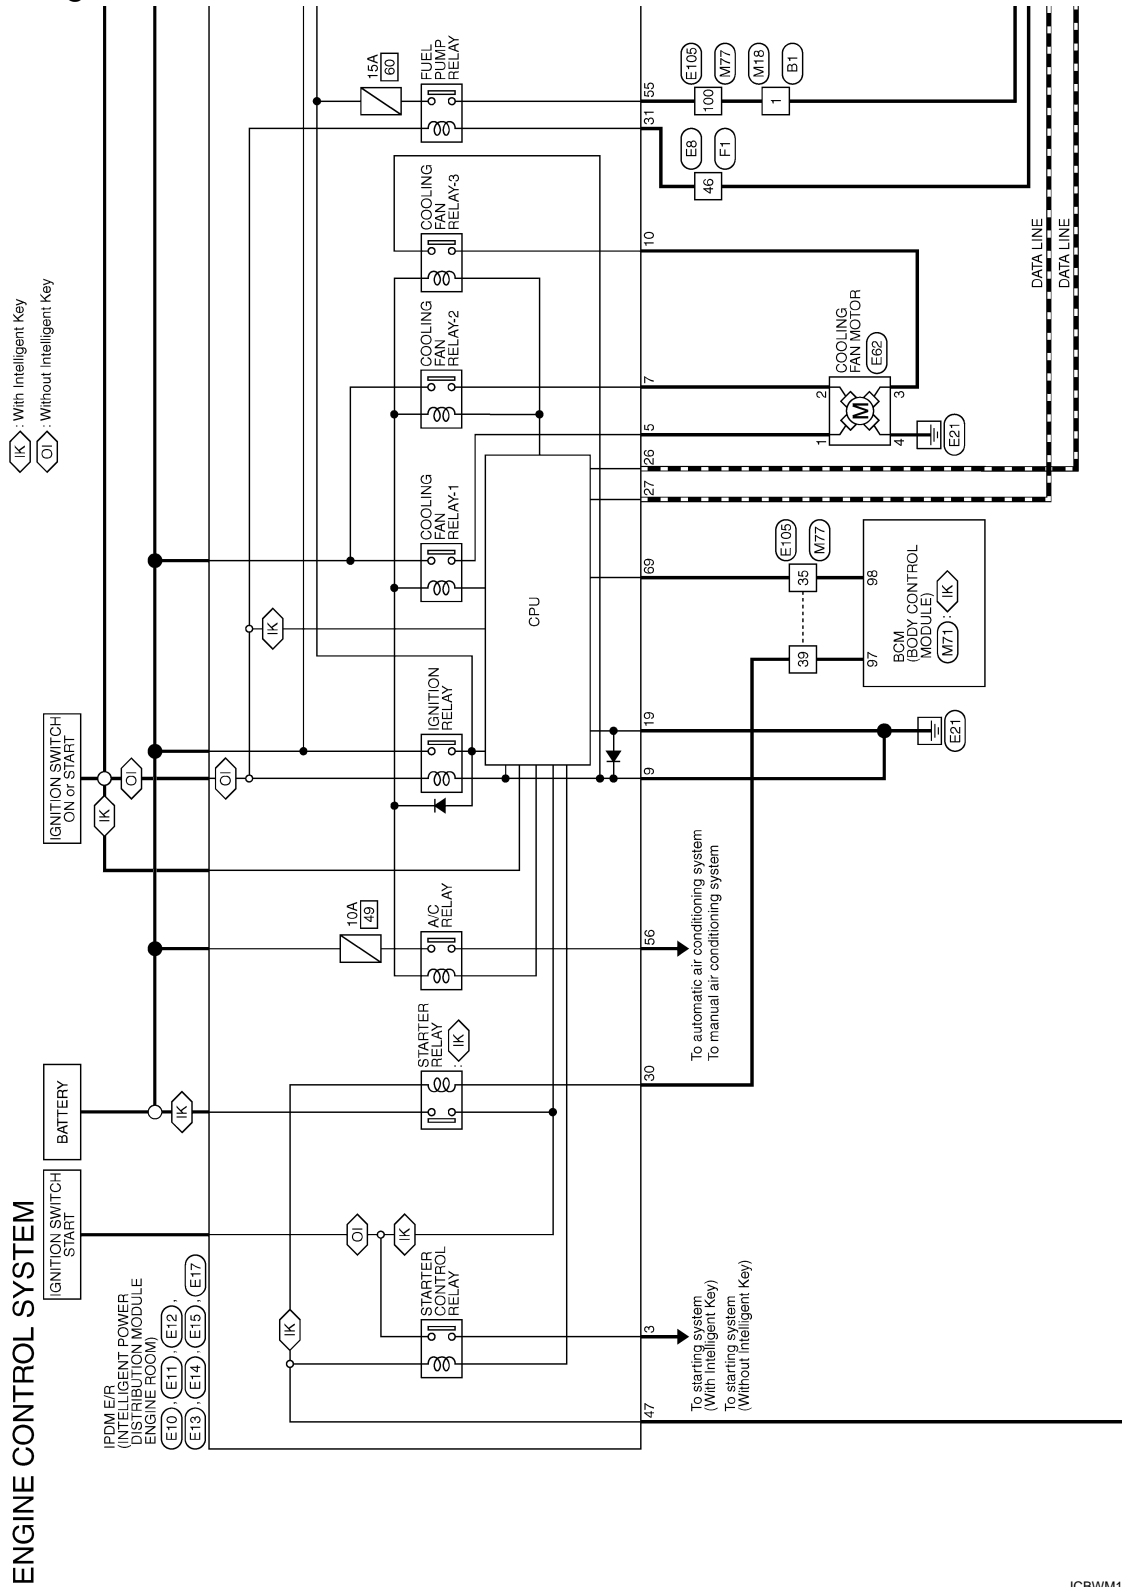 ENGINE CONTROL SYSTEM
IK : With Intelligent Key
OI : Without Intelligent Key
IGNITION SWITCH
START
BATTERY
IGNITION SWITCH
ON or START
IPDM E/R
(INTELLIGENT POWER
DISTRIBUTION MODULE
ENGINE ROOM)
E10 , E11 , E12 ,
E13 , E14 , E15 , E17
IK
IK
OI
OI
IK
IK
OI
IK
STARTER
CONTROL
RELAY
STARTER
RELAY
: IK
10A
49
A/C
RELAY
IGNITION
RELAY
COOLING
FAN
RELAY-1
COOLING
FAN
RELAY-2
COOLING
FAN
RELAY-3
15A
60
FUEL
PUMP
RELAY
CPU
47
3
30
56
9
19
69
27
26
5
7
10
31
55
To starting system
(With Intelligent Key)
To starting system
(Without Intelligent Key)
To automatic air conditioning system
To manual air conditioning system
E21
39
35
E105
M77
97
98
BCM
(BODY CONTROL
MODULE)
M71 : IK
COOLING
FAN MOTOR
E62
M
1
2
3
4
E21
E8
F1
46
E105
M77
100
M18
B1
1
DATA LINE
DATA LINE